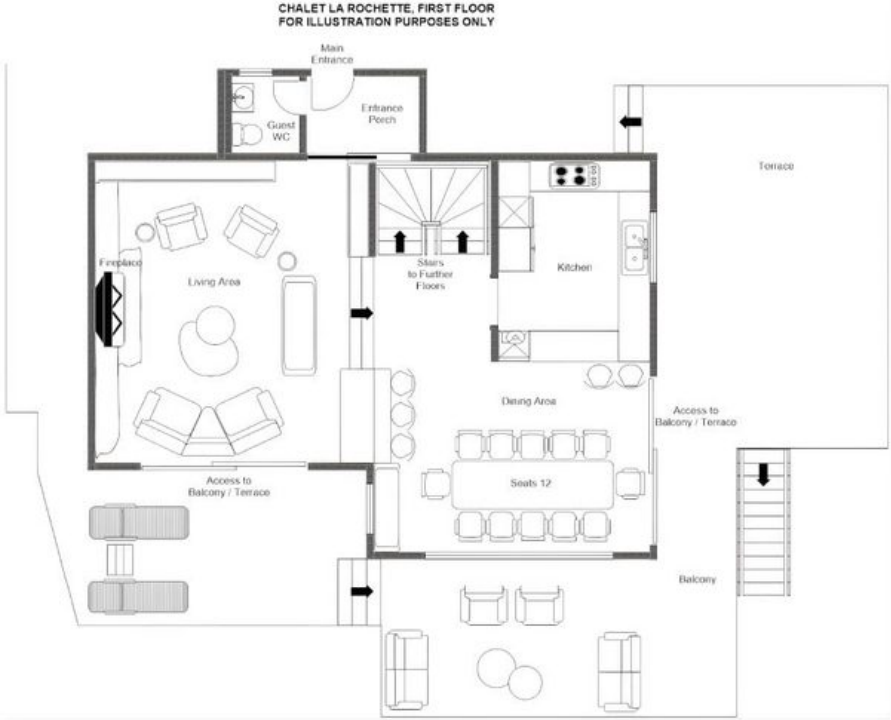 CHALET LA ROCHETTE, FIRST FLOOR
FOR ILLUSTRATION PURPOSES ONLY
Main
Entrance
Entrance
Porch
Guest
WC
Terrace
Fireplace
Living Area
Stairs
to Further
Floors
Kitchen
Dining Area
Access to
Balcony / Terrace
Access to
Balcony / Terrace
Seats 12
Balcony